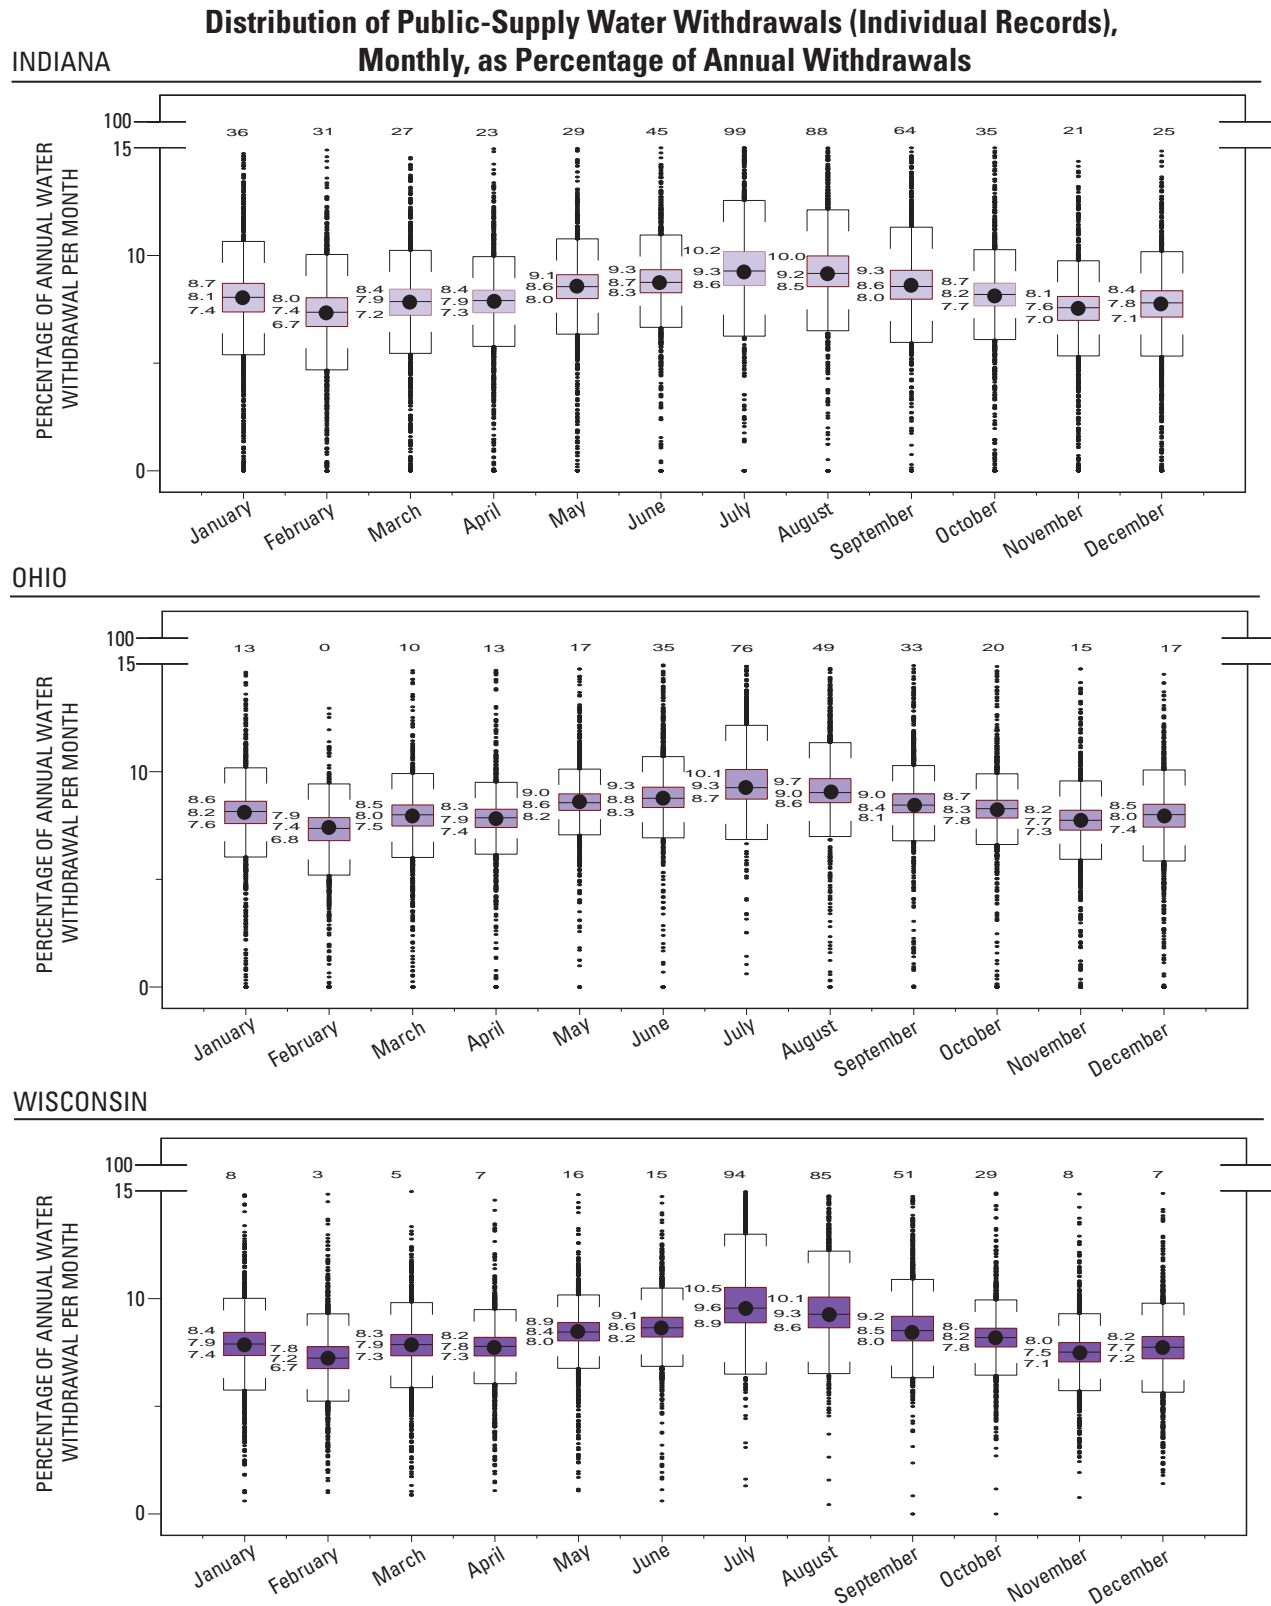 Distribution of Public-Supply Water Withdrawals (Individual Records),
Monthly, as Percentage of Annual Withdrawals
INDIANA
PERCENTAGE OF ANNUAL WATER
WITHDRAWAL PER MONTH
100
15
10
0
36 31 27 23 29 45 99 88 64 35 21 25
8.7 8.1 7.4
8.0 7.4 6.7
8.4 7.9 7.2
8.4 7.9 7.3
9.1 8.6 8.0
9.3 8.7 8.3
10.2 9.3 8.6
10.0 9.2 8.5
9.3 8.6 8.0
8.7 8.2 7.7
8.1 7.6 7.0
8.4 7.8 7.1
January February March April May June July August September October November December
OHIO
PERCENTAGE OF ANNUAL WATER
WITHDRAWAL PER MONTH
100
15
10
0
13 0 10 13 17 35 76 49 33 20 15 17
8.6 8.2 7.6
7.9 7.4 6.8
8.5 8.0 7.5
8.3 7.9 7.4
9.0 8.6 8.2
9.3 8.8 8.3
10.1 9.3 8.7
9.7 9.0 8.6
9.0 8.4 8.1
8.7 8.3 7.8
8.2 7.7 7.3
8.5 8.0 7.4
January February March April May June July August September October November December
WISCONSIN
PERCENTAGE OF ANNUAL WATER
WITHDRAWAL PER MONTH
100
15
10
0
8 3 5 7 16 15 94 85 51 29 8 7
8.4 7.9 7.4
7.8 7.2 6.7
8.3 7.9 7.3
8.2 7.8 7.3
8.9 8.4 8.0
9.1 8.6 8.2
10.5 9.6 8.9
10.1 9.3 8.6
9.2 8.5 8.0
8.6 8.2 7.8
8.0 7.5 7.1
8.2 7.7 7.2
January February March April May June July August September October November December